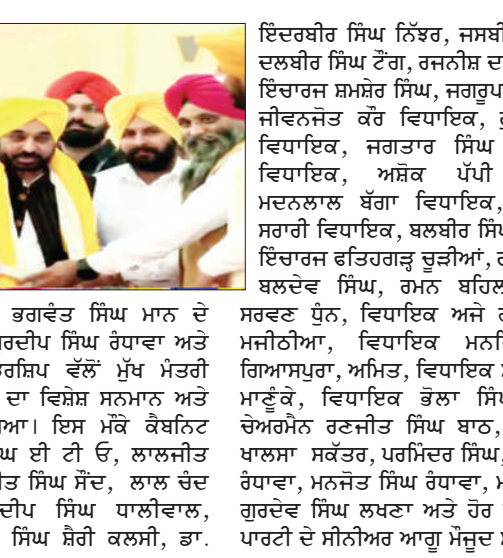 ਭਗਵੰਤ ਸਿੰਘ ਮਾਨ ਦੇ
ਰਦੀਪ ਸਿੰਘ ਰੰਧਾਵਾ ਅਤੇ
ਰਸ਼ਿਪ ਵੱਲੋਂ ਮੁੱਖ ਮੰਤਰੀ
ਦਾ ਵਿਸ਼ੇਸ਼ ਸਨਮਾਨ ਅਤੇ
ਆ। ਇਸ ਮੌਕੇ ਕੈਬਨਿਟ
ਘ ਈ ਟੀ ਓ, ਲਾਲਜੀਤ
ਤ ਸਿੰਘ ਸੌਂਦ, ਲਾਲ ਚੰਦ
ਦੀਪ ਸਿੰਘ ਧਾਲੀਵਾਲ,
ਸਿੰਘ ਸ਼ੈਰੀ ਕਲਸੀ, ਡਾ.
ਇੰਦਰਬੀਰ ਸਿੰਘ ਨਿੱਝਰ, ਜਸਬੀ
ਦਲਬੀਰ ਸਿੰਘ ਟੌਂਗ, ਰਜਨੀਸ਼ ਦ
ਇੰਚਾਰਜ ਸ਼ਮਸ਼ੇਰ ਸਿੰਘ, ਜਗਰੂਪ
ਜੀਵਨਜੋਤ ਕੌਰ ਵਿਧਾਇਕ,
ਵਿਧਾਇਕ, ਜਗਤਾਰ ਸਿੰਘ
ਵਿਧਾਇਕ, ਅਸ਼ੋਕ ਪੱਪੀ
ਮਦਨਲਾਲ ਬੱਗਾ ਵਿਧਾਇਕ,
ਸਰਾਰੀ ਵਿਧਾਇਕ, ਬਲਬੀਰ ਸਿੰ
ਇੰਚਾਰਜ ਫਤਿਹਗੜ੍ਹ ਚੂੜੀਆਂ,
ਬਲਦੇਵ ਸਿੰਘ, ਰਮਨ ਬਹਿਲ
ਸਰਵਣ ਧੁੰਨ, ਵਿਧਾਇਕ ਅਜੇ
ਮਜੀਠੀਆ, ਵਿਧਾਇਕ ਮਨਿ
ਗਿਆਸਪੁਰਾ, ਅਮਿਤ, ਵਿਧਾਇਕ
ਮਾਣੂੰਕੇ, ਵਿਧਾਇਕ ਭੋਲਾ ਸਿੰ
ਚੇਅਰਮੈਨ ਰਣਜੀਤ ਸਿੰਘ ਬਾਠ,
ਖਾਲਸਾ ਸਕੱਤਰ, ਪਰਮਿੰਦਰ ਸਿੰਘ,
ਰੰਧਾਵਾ, ਮਨਜੋਤ ਸਿੰਘ ਰੰਧਾਵਾ,
ਗੁਰਦੇਵ ਸਿੰਘ ਲਖਣਾ ਅਤੇ ਹੋਰ
ਪਾਰਟੀ ਦੇ ਸੀਨੀਅਰ ਆਗੂ ਮੌਜੂਦ